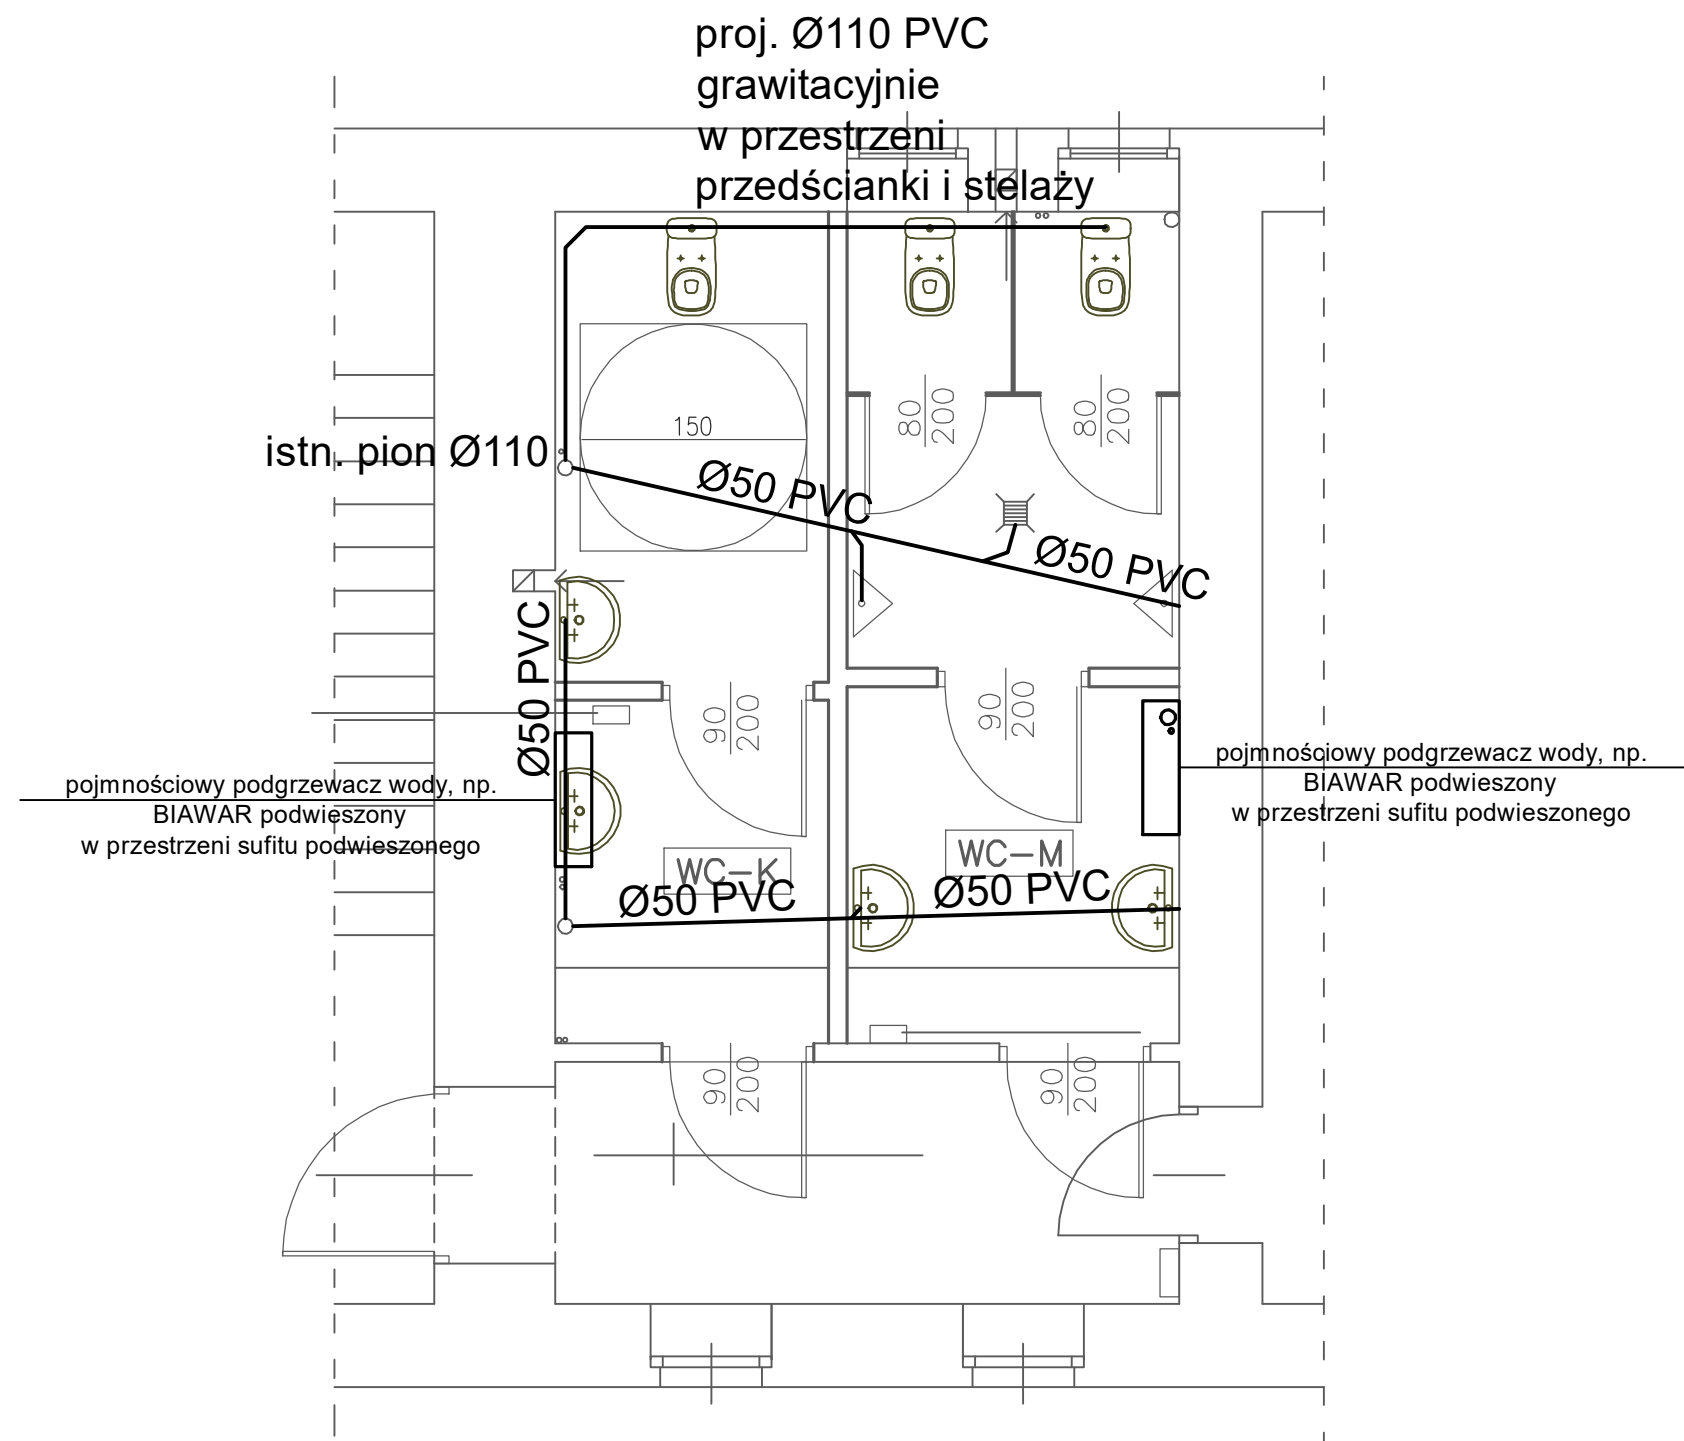 proj. Ø110 PVC
grawitacyjnie
w przestrzeni
przedścianki i stelaży
80
200
80
200
150
istn. pion Ø110
Ø50 PVC
Ø50 PVC
Ø50 PVC
90
200
90
200
pojmnościowy podgrzewacz wody, np.
BIAWAR podwieszony
w przestrzeni sufitu podwieszonego
pojmnościowy podgrzewacz wody, np.
BIAWAR podwieszony
w przestrzeni sufitu podwieszonego
WC-K
WC-M
Ø50 PVC
Ø50 PVC
90
200
90
200